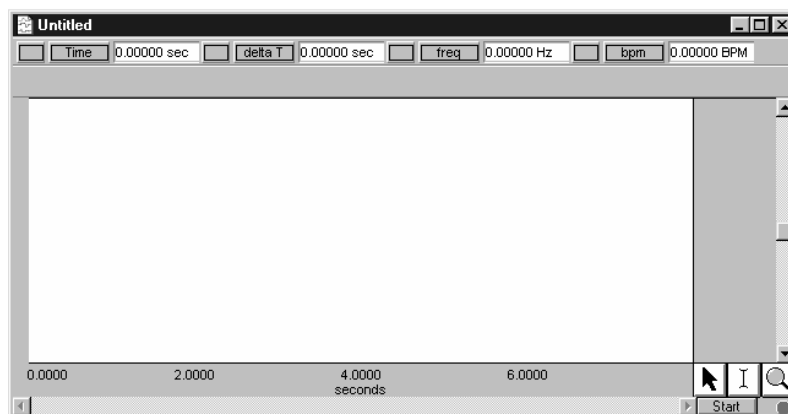 Untitled
Time 0.00000 sec delta T 0.00000 sec freq 0.00000 Hz bpm 0.00000 BPM
0.0000 2.0000 4.0000 6.0000
seconds
Start